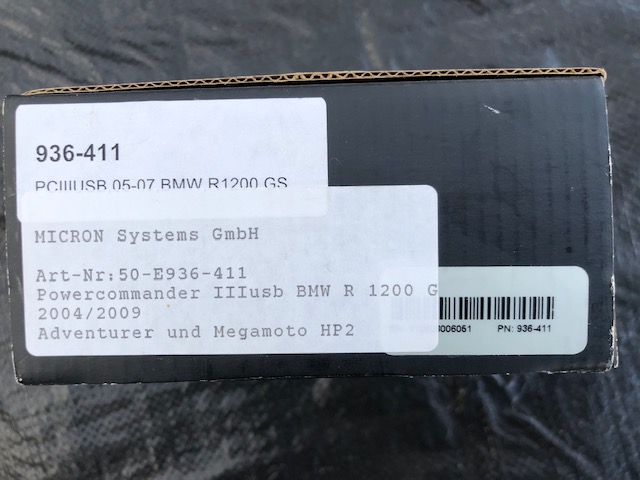 936-411
PCIIIUSB 05-07 BMW R1200 GS
MICRON Systems GmbH
Art-Nr:50-E936-411
Powercommander IIIusb BMW R 1200 G
2004/2009
Adventurer und Megamoto HP2
PN: 936-411